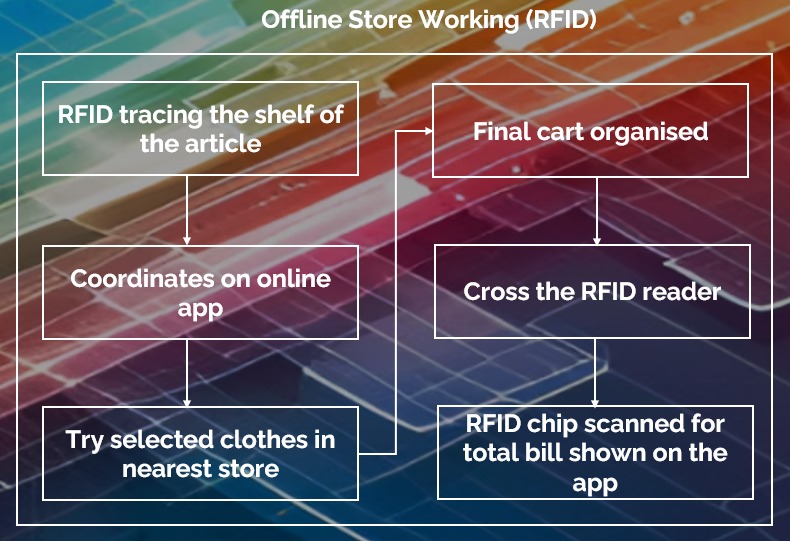 Offline Store Working (RFID)
RFID tracing the shelf of
the article
Coordinates on online
app
Try selected clothes in
nearest store
Final cart organised
Cross the RFID reader
RFID chip scanned for
total bill shown on the
app